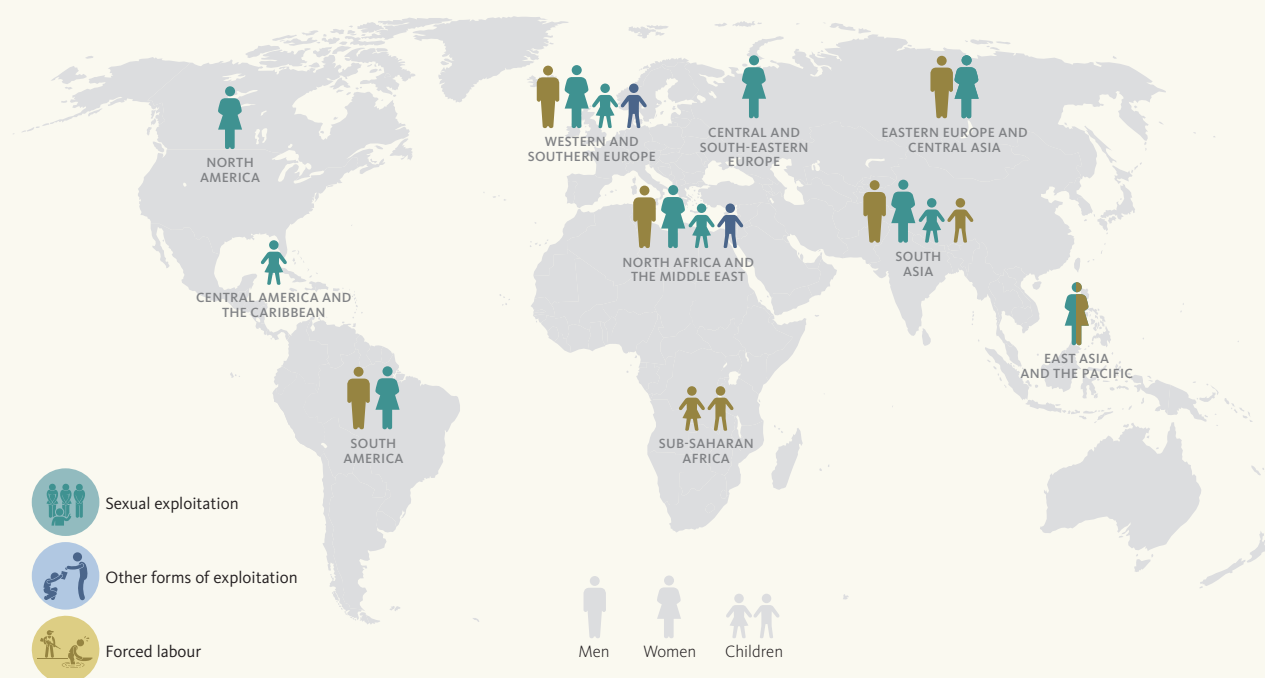 NORTH
AMERICA
WESTERN AND
SOUTHERN EUROPE
CENTRAL AND
SOUTH-EASTERN
EUROPE
EASTERN EUROPE AND
CENTRAL ASIA
NORTH AFRICA AND
THE MIDDLE EAST
SOUTH
ASIA
CENTRAL AMERICA AND
THE CARIBBEAN
EAST ASIA
AND THE PACIFIC
SOUTH
AMERICA
SUB-SAHARAN
AFRICA
Sexual exploitation
Other forms of exploitation
Forced labour
Men
Women
Children